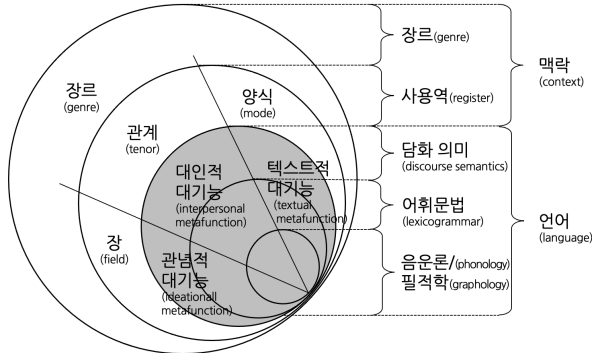 장르
(genre)
양식
(mode)
관계
(tenor)
대인적
대기능
(interpersonal
metafunction)
텍스트적
대기능
(textual
metafunction)
장
(field)
관념적
대기능
(Ideationall
metafunction)
장르(genre)
사용역(register)
담화 의미
(discourse semantics)
어휘문법
(lexicogrammar)
음운론/(phonology)
필적학(graphology)
맥락
(context)
언어
(language)